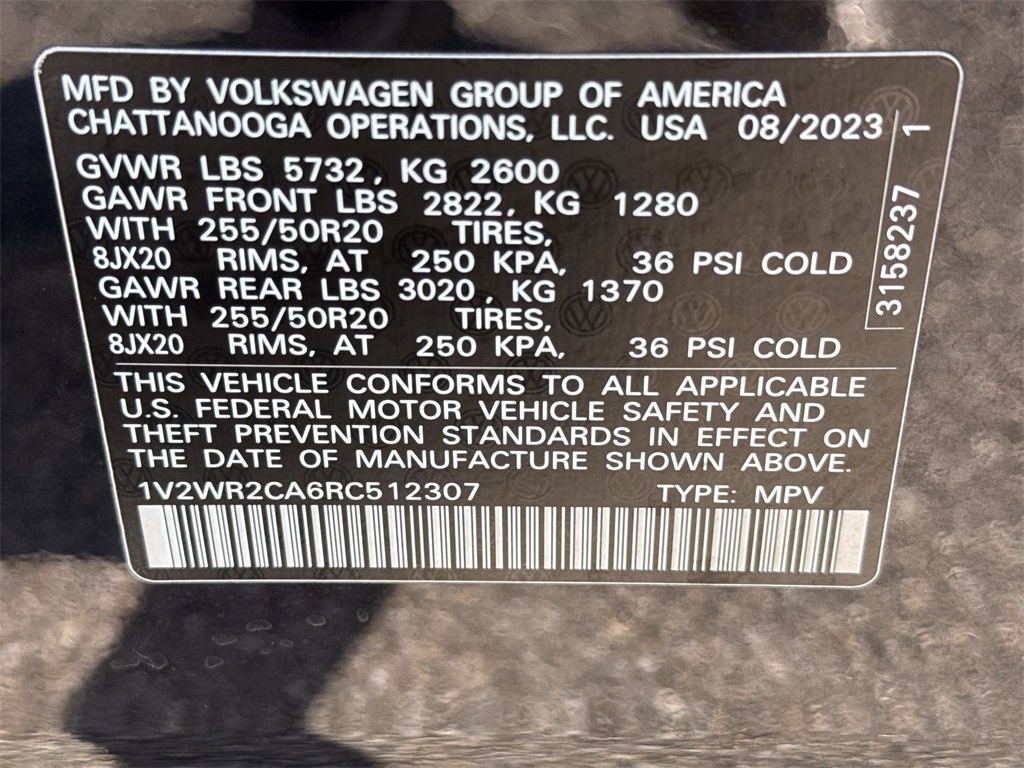 MFD BY VOLKSWAGEN GROUP OF AMERICA
CHATTANOOGA OPERATIONS, LLC. USA 08/2023
GVWR LBS 5732, KG 2600
GAWR FRONT LBS 2822, KG 1280
WITH 255/50R20 TIRES,
8JX20 RIMS, AT 250 KPA, 36 PSI COLD
GAWR REAR LBS 3020, KG 1370
WITH 255/50R20 TIRES,
8JX20 RIMS, AT 250 KPA, 36 PSI COLD
3158237 1
THIS VEHICLE CONFORMS TO ALL APPLICABLE
U.S. FEDERAL MOTOR VEHICLE SAFETY AND
THEFT PREVENTION STANDARDS IN EFFECT ON
THE DATE OF MANUFACTURE SHOWN ABOVE.
1V2WR2CA6RC512307 TYPE: MPV